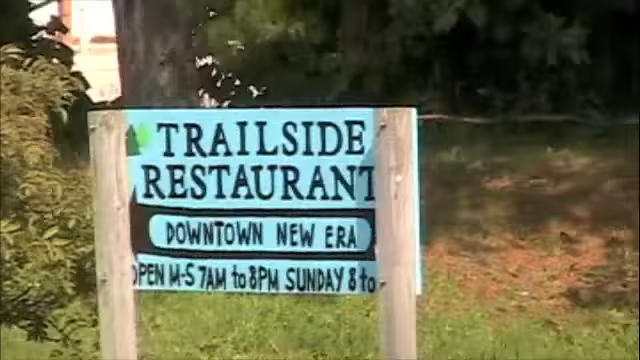 TRAILSIDE
RESTAURANT
DOWNTOWN NEW ERA
OPEN M-S 7AM to 8PM SUNDAY 8 to